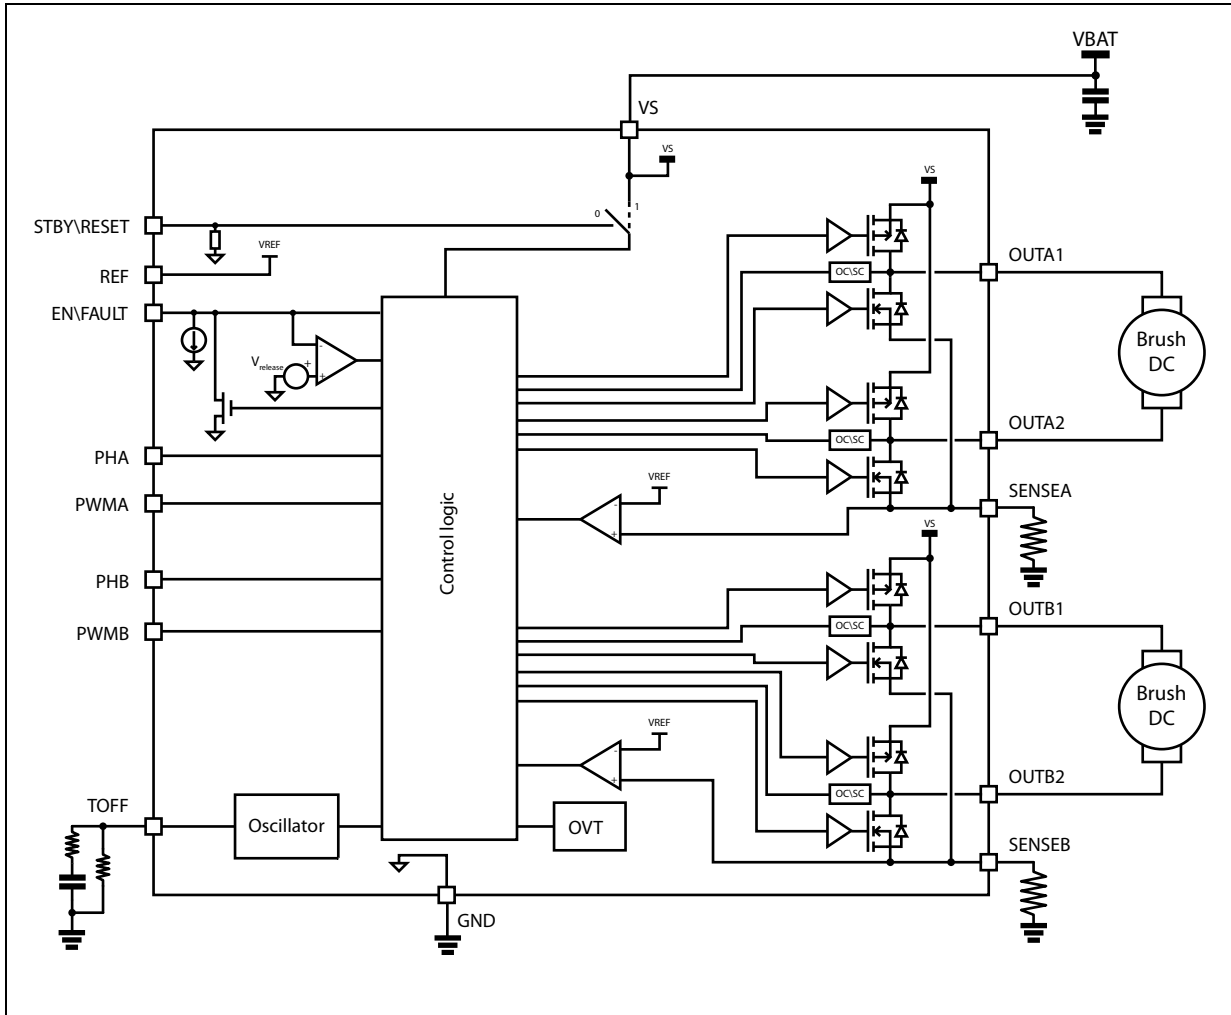 VBAT
VS
VS
VS
STBY\RESET
0
1
REF
VREF
OC\SC
OUTA1
EN\FAULT
Brush
DC
Vrelease
-
+
+
OUTA2
OC\SC
PHA
PWMA
VREF
-
+
SENSEA
Control logic
VS
PHB
OC\SC
OUTB1
PWMB
Brush
DC
VREF
-
+
OC\SC
OUTB2
TOFF
Oscillator
OVT
SENSEB
GND